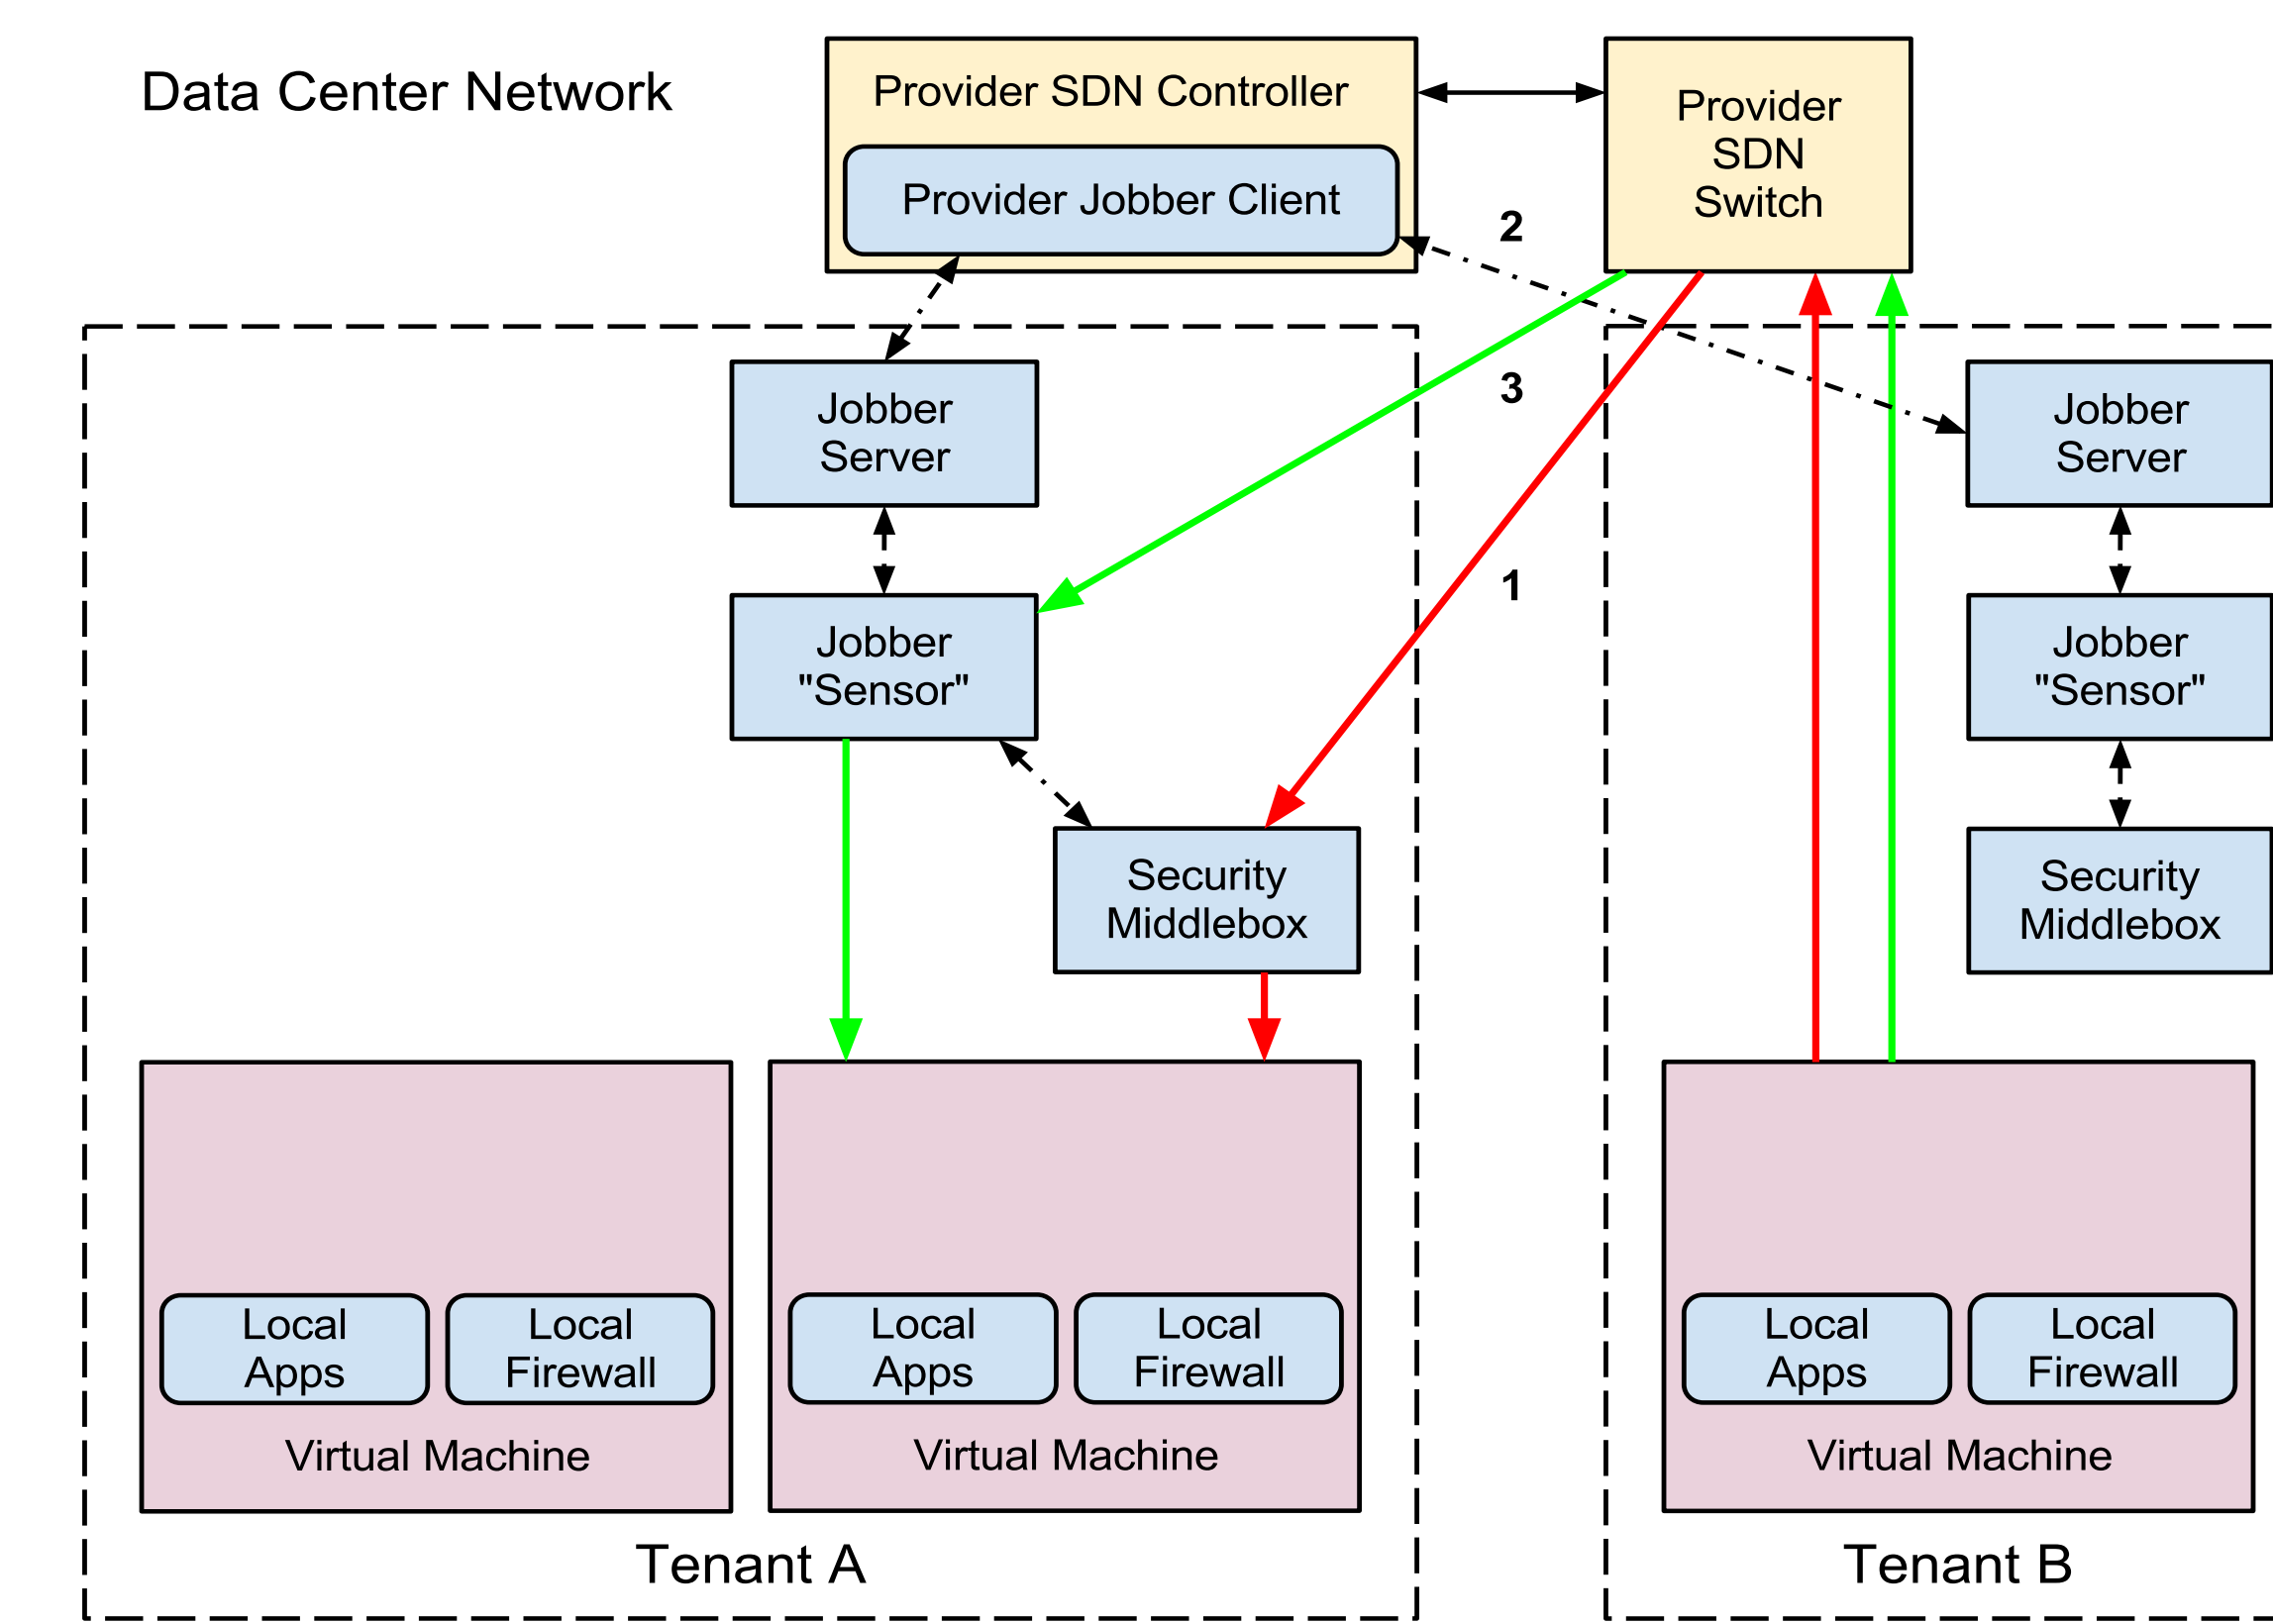 Data Center Network
Provider SDN Controller
Provider Jobber Client
Provider
SDN
Switch
2
3
1
Jobber
Server
Jobber
"Sensor"
Security
Middlebox
Local
Apps
Local
Firewall
Virtual Machine
Local
Apps
Local
Firewall
Virtual Machine
Tenant A
Jobber
Server
Jobber
"Sensor"
Security
Middlebox
Local
Apps
Local
Firewall
Virtual Machine
Tenant B